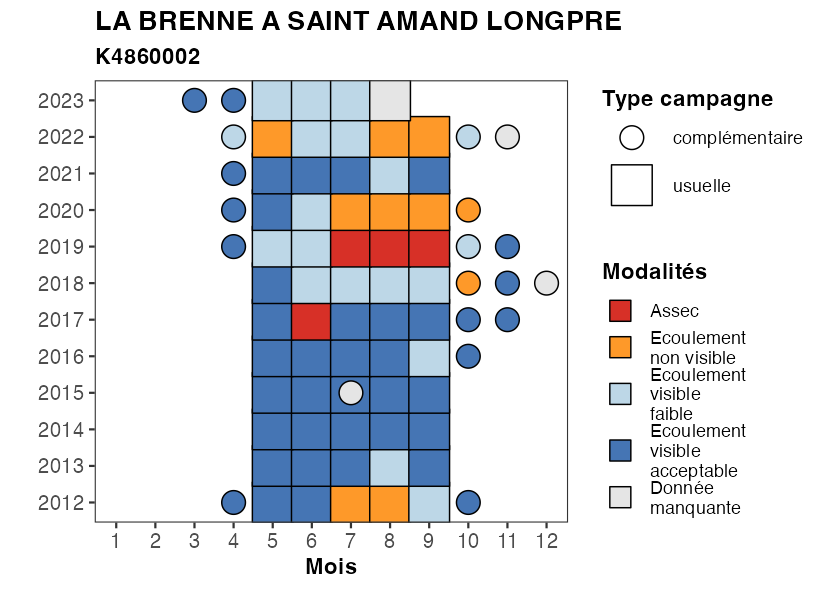 LA BRENNE A SAINT AMAND LONGPRE
K4860002
2023
2022
2021
2020
2019
2018
2017
2016
2015
2014
2013
2012
1 2 3 4 5 6 7 8 9 10 11 12
Mois
Type campagne
complémentaire
usuelle
Modalités
Assec
Ecoulement
non visible
Ecoulement
visible
faible
Ecoulement
visible
acceptable
Donnée
manquante